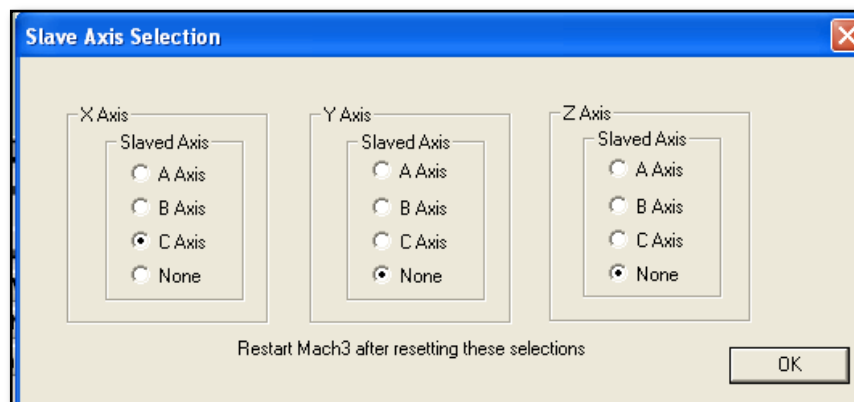 Slave Axis Selection
X Axis
Slaved Axis
A Axis
B Axis
C Axis
None
Y Axis
Slaved Axis
A Axis
B Axis
C Axis
None
Z Axis
Slaved Axis
A Axis
B Axis
C Axis
None
Restart Mach3 after resetting these selections
OK